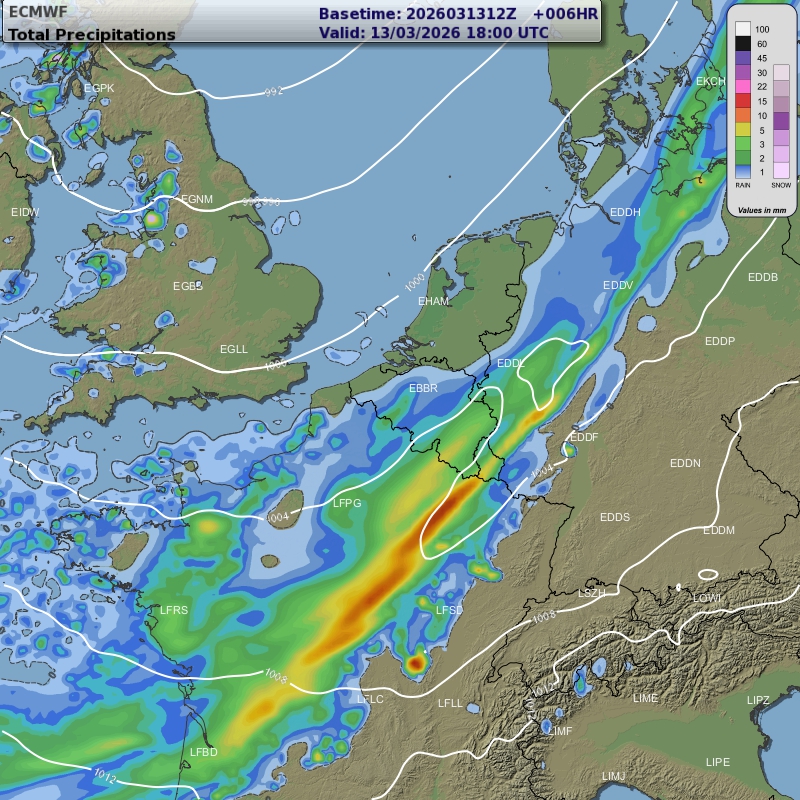 ECMWF
Basetime: 2026031312Z +006HR
Total Precipitations
Valid: 13/03/2026 18:00 UTC
100
60
45
30
22
15
10
5
3
2
1
RAIN SNOW
Values in mm
EGPK
EKCH
992
EGNM
996
EIDW
EDDH
EGBB
1000
EDDV
EDDB
EHAM
EDDP
EGLL
EDDL
EBBR
EDDF
EDDN
1004
LFPG
1004
EDDS
EDDM
LSZH
LOWI
LFRS
LFSD
1008
1008
LFLC
LFLL
1012
LIME
LIPZ
LIMF
LFBD
LIPE
1012
LIMJ